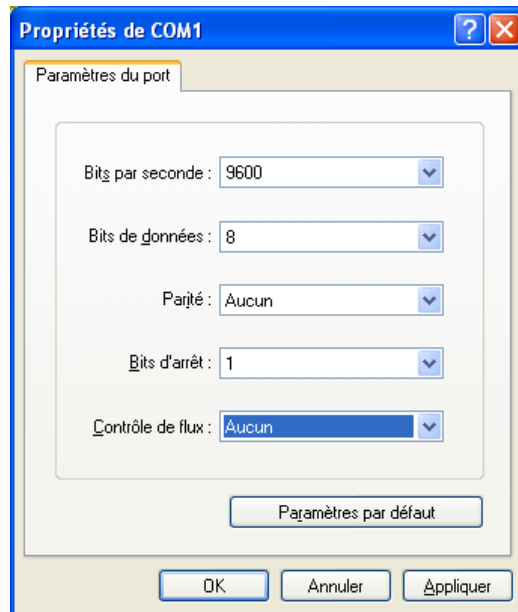 Propriétés de COM1
Paramètres du port
Bits par seconde : 9600
Bits de données : 8
Parité : Aucun
Bits d'arrêt : 1
Contrôle de flux : Aucun
Paramètres par défaut
OK Annuler Appliquer